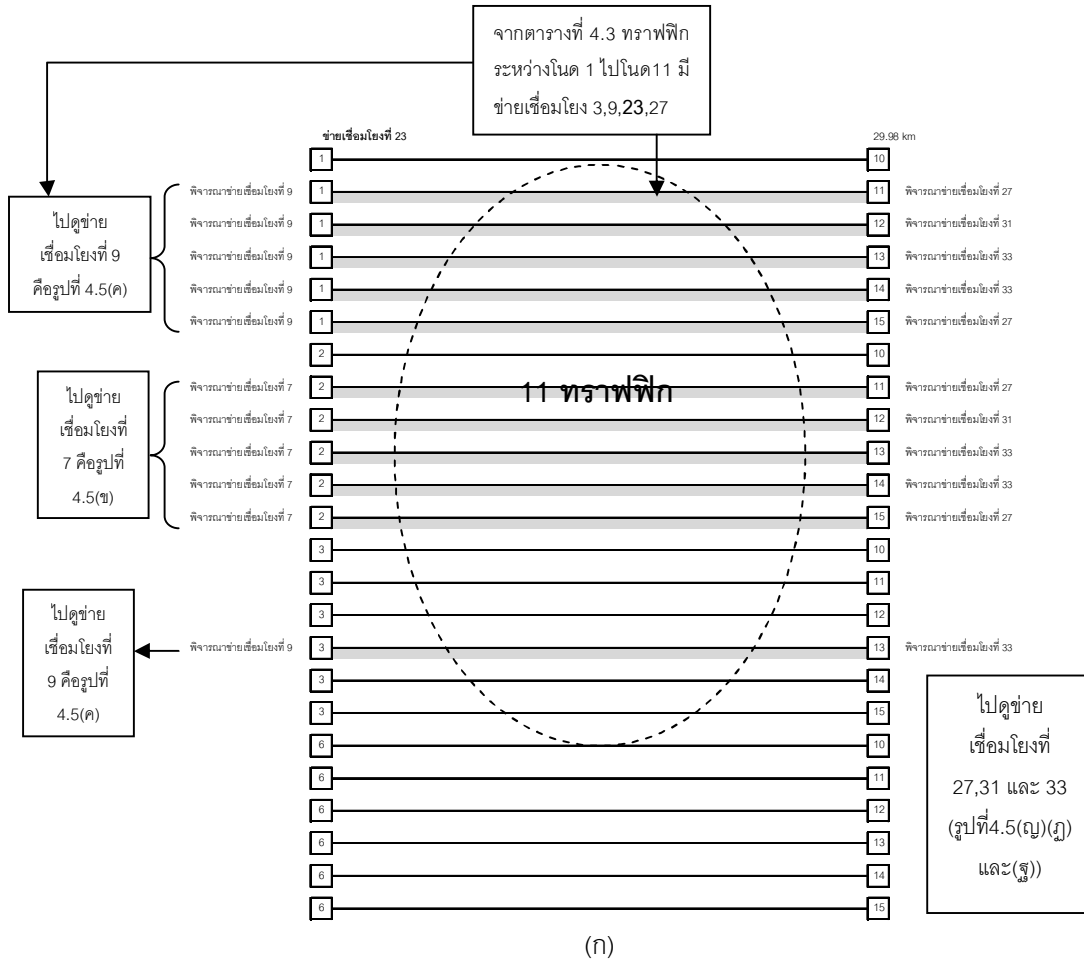 จากตารางที่ 4.3 ทราฟฟิก
ระหว่างโนด 1 ไปโนด11 มี
ข่ายเชื่อมโยง 3,9,23,27
ข่ายเชื่อมโยงที่ 23
29.98 km
1 10
พิจารณาข่ายเชื่อมโยงที่ 9 1 11 พิจารณาข่ายเชื่อมโยงที่ 27
พิจารณาข่ายเชื่อมโยงที่ 9 1 12 พิจารณาข่ายเชื่อมโยงที่ 31
พิจารณาข่ายเชื่อมโยงที่ 9 1 13 พิจารณาข่ายเชื่อมโยงที่ 33
พิจารณาข่ายเชื่อมโยงที่ 9 1 14 พิจารณาข่ายเชื่อมโยงที่ 33
พิจารณาข่ายเชื่อมโยงที่ 9 1 15 พิจารณาข่ายเชื่อมโยงที่ 27
ไปดูข่าย
เชื่อมโยงที่ 9
คือรูปที่ 4.5(ค)
2 10
พิจารณาข่ายเชื่อมโยงที่ 7 2 11 พิจารณาข่ายเชื่อมโยงที่ 27
11 ทราฟฟิก
พิจารณาข่ายเชื่อมโยงที่ 7 2 12 พิจารณาข่ายเชื่อมโยงที่ 31
พิจารณาข่ายเชื่อมโยงที่ 7 2 13 พิจารณาข่ายเชื่อมโยงที่ 33
พิจารณาข่ายเชื่อมโยงที่ 7 2 14 พิจารณาข่ายเชื่อมโยงที่ 33
พิจารณาข่ายเชื่อมโยงที่ 7 2 15 พิจารณาข่ายเชื่อมโยงที่ 27
ไปดูข่าย
เชื่อมโยงที่
7 คือรูปที่
4.5(ข)
3 10
3 11
3 12
พิจารณาข่ายเชื่อมโยงที่ 9 3 13 พิจารณาข่ายเชื่อมโยงที่ 33
3 14
3 15
ไปดูข่าย
เชื่อมโยงที่
9 คือรูปที่
4.5(ค)
6 10
6 11
6 12
6 13
6 14
6 15
ไปดูข่าย
เชื่อมโยงที่
27,31 และ 33
(รูปที่4.5(ญ)(ฏ)
และ(ฐ))
(ก)